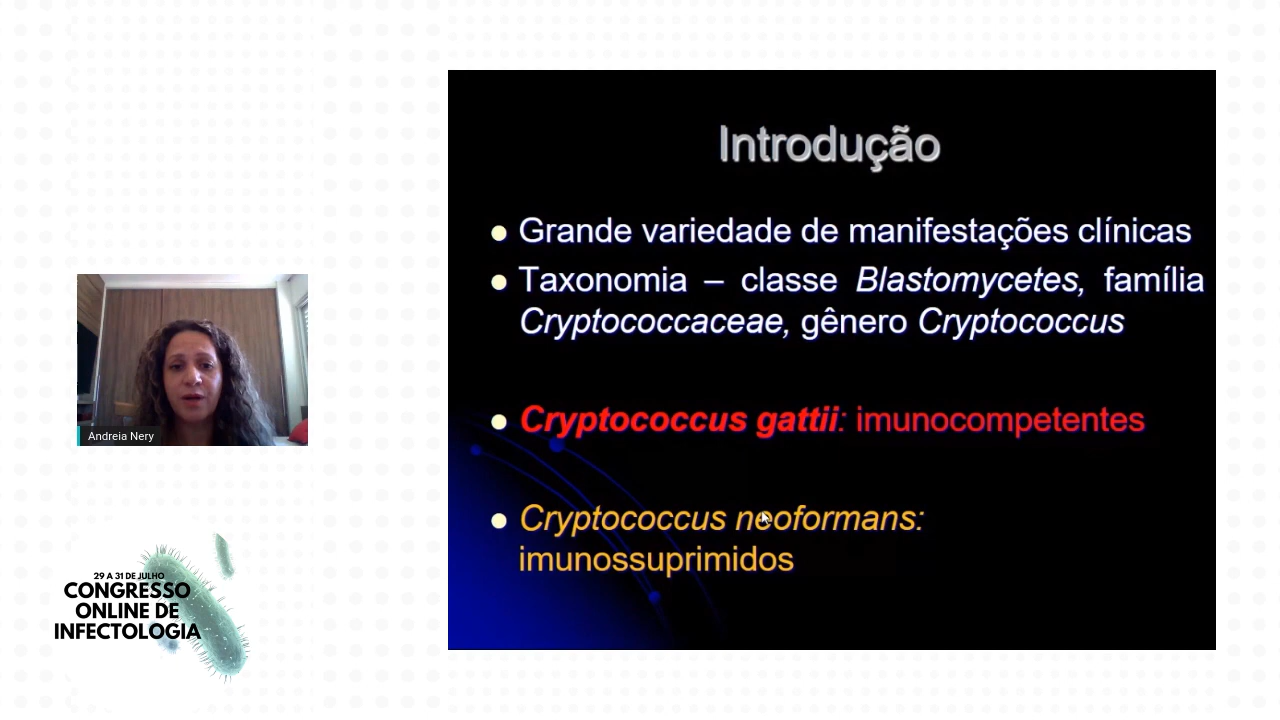 Introdução
Grande variedade de manifestações clínicas
Taxonomia – classe Blastomycetes, família
Cryptococcaceae, gênero Cryptococcus
Cryptococcus gattii: imunocompetentes
Cryptococcus neoformans:
imunossuprimidos
Andreia Nery
29 A 31 DE JULHO
CONGRESSO
ONLINE DE
INFECTOLOGIA